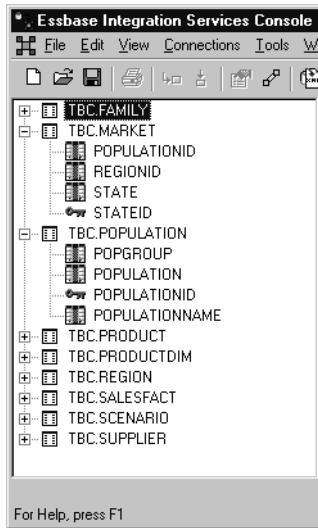 Essbase Integration Services Console
File Edit View Connections Tools W
TBC.FAMILY
TBC.MARKET
POPULATIONID
REGIONID
STATE
STATEID
TBC.POPULATION
POPGROUP
POPULATION
POPULATIONID
POPULATIONNAME
TBC.PRODUCT
TBC.PRODUCTDIM
TBC.REGION
TBC.SALESFACT
TBC.SCENARIO
TBC.SUPPLIER
For Help, press F1